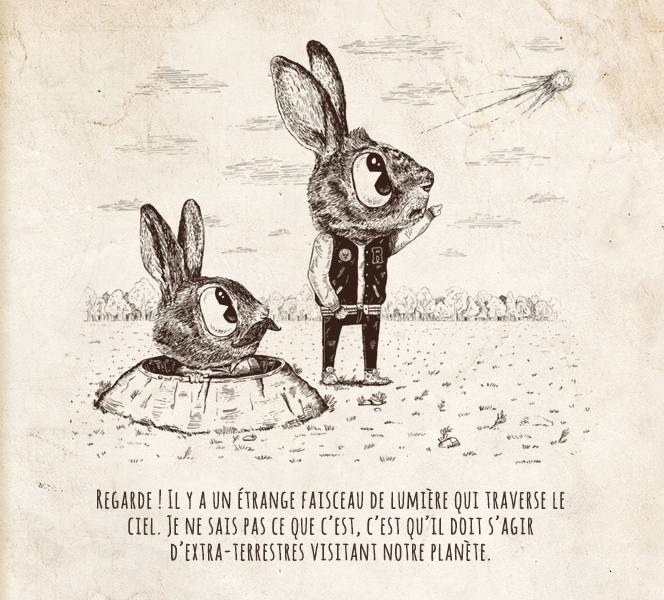 R
Regarde ! Il y a un étrange faisceau de lumière qui traverse le
ciel. Je ne sais pas ce que c’est, c’est qu’il doit s’agir
d’extra-terrestres visitant notre planète.